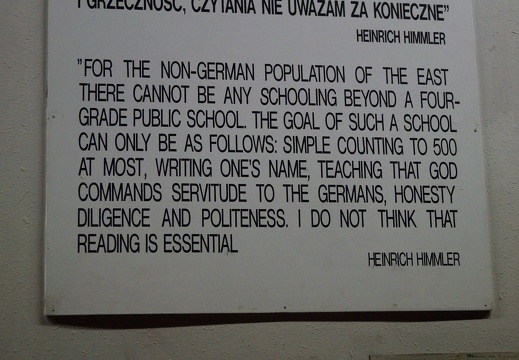 I GRZECZNOŚĆ, CZYTANIA NIE UWAŻAM ZA KONIECZNE”
HEINRICH HIMMLER
”FOR THE NON-GERMAN POPULATION OF THE EAST
THERE CANNOT BE ANY SCHOOLING BEYOND A FOUR-
GRADE PUBLIC SCHOOL. THE GOAL OF SUCH A SCHOOL
CAN ONLY BE AS FOLLOWS: SIMPLE COUNTING TO 500
AT MOST, WRITING ONE'S NAME, TEACHING THAT GOD
COMMANDS SERVITUDE TO THE GERMANS, HONESTY
DILIGENCE AND POLITENESS. I DO NOT THINK THAT
READING IS ESSENTIAL
HEINRICH HIMMLER